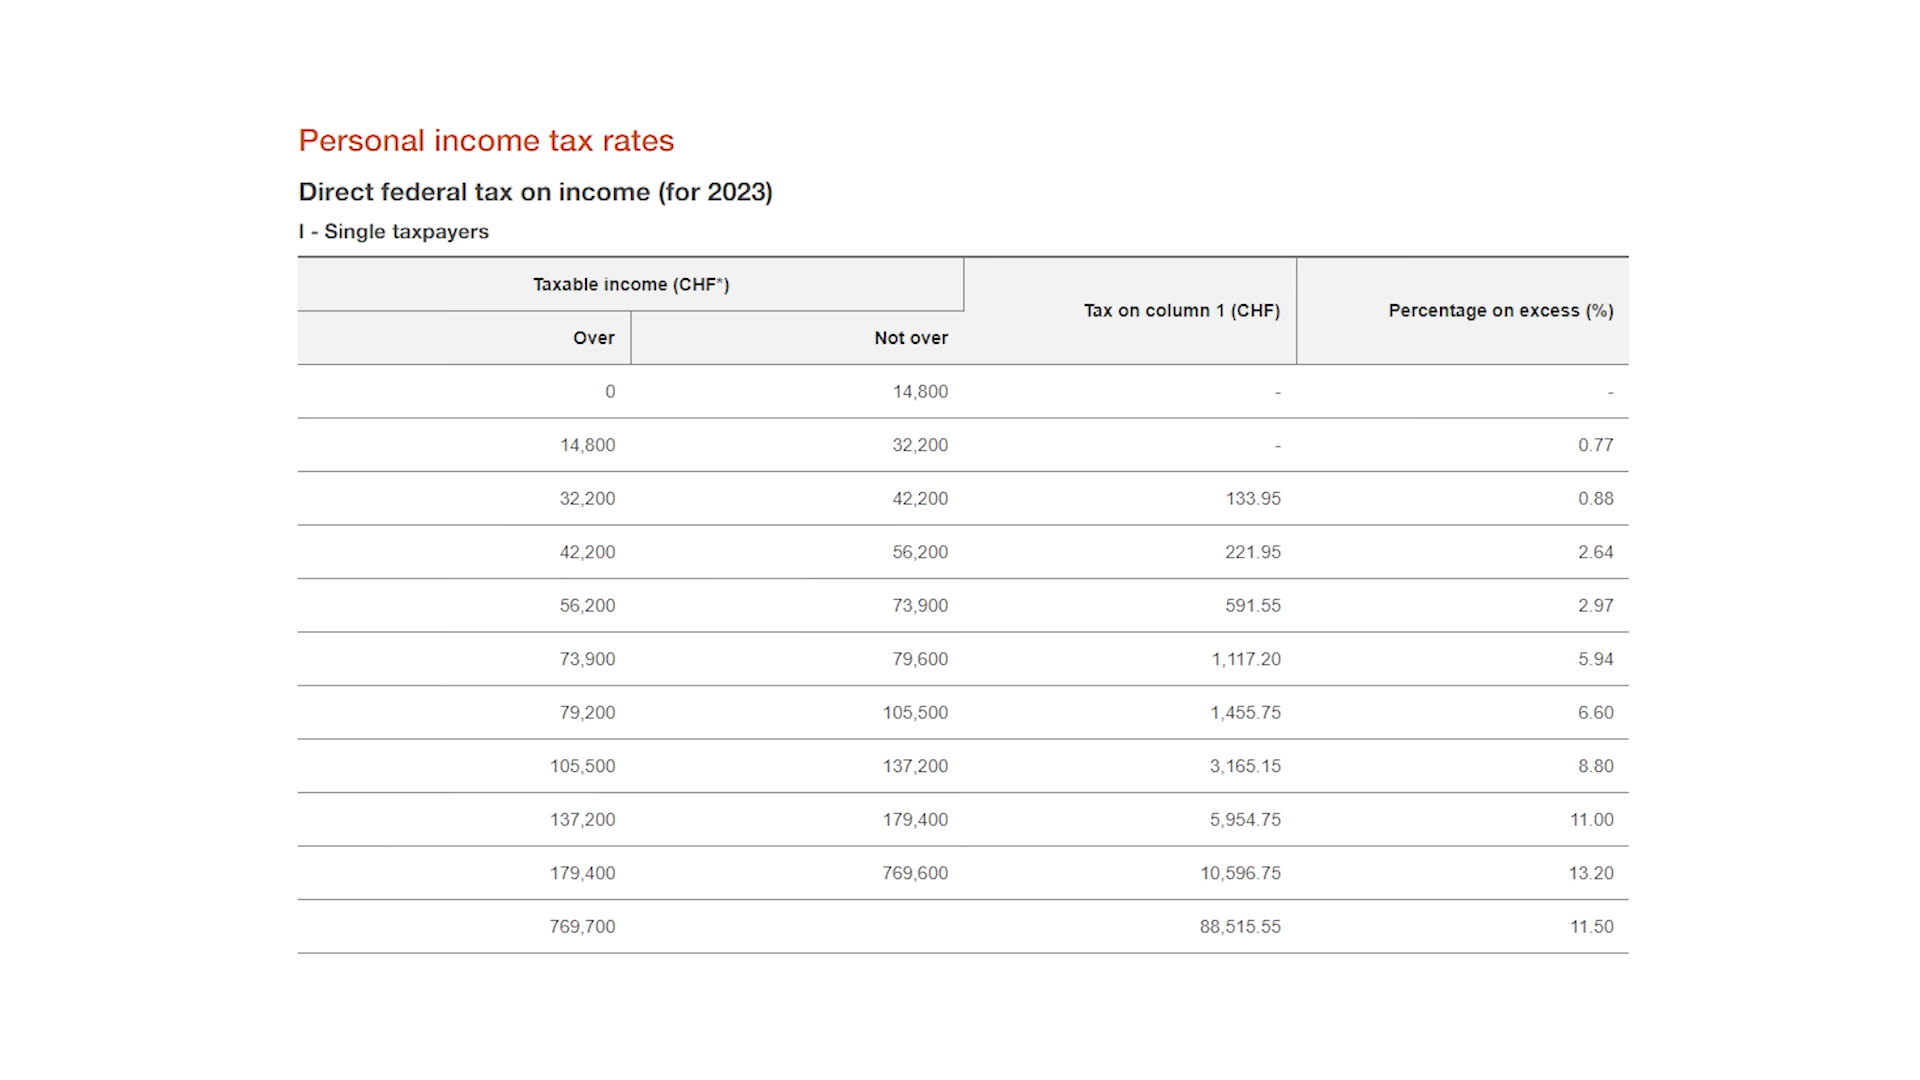 Personal income tax rates
Direct federal tax on income (for 2023)
I - Single taxpayers
Taxable income (CHF*) Tax on column 1 (CHF) Percentage on excess (%)
Over Not over
0 14,800 - -
14,800 32,200 - 0.77
32,200 42,200 133.95 0.88
42,200 56,200 221.95 2.64
56,200 73,900 591.55 2.97
73,900 79,600 1,117.20 5.94
79,200 105,500 1,455.75 6.60
105,500 137,200 3,165.15 8.80
137,200 179,400 5,954.75 11.00
179,400 769,600 10,596.75 13.20
769,700 88,515.55 11.50